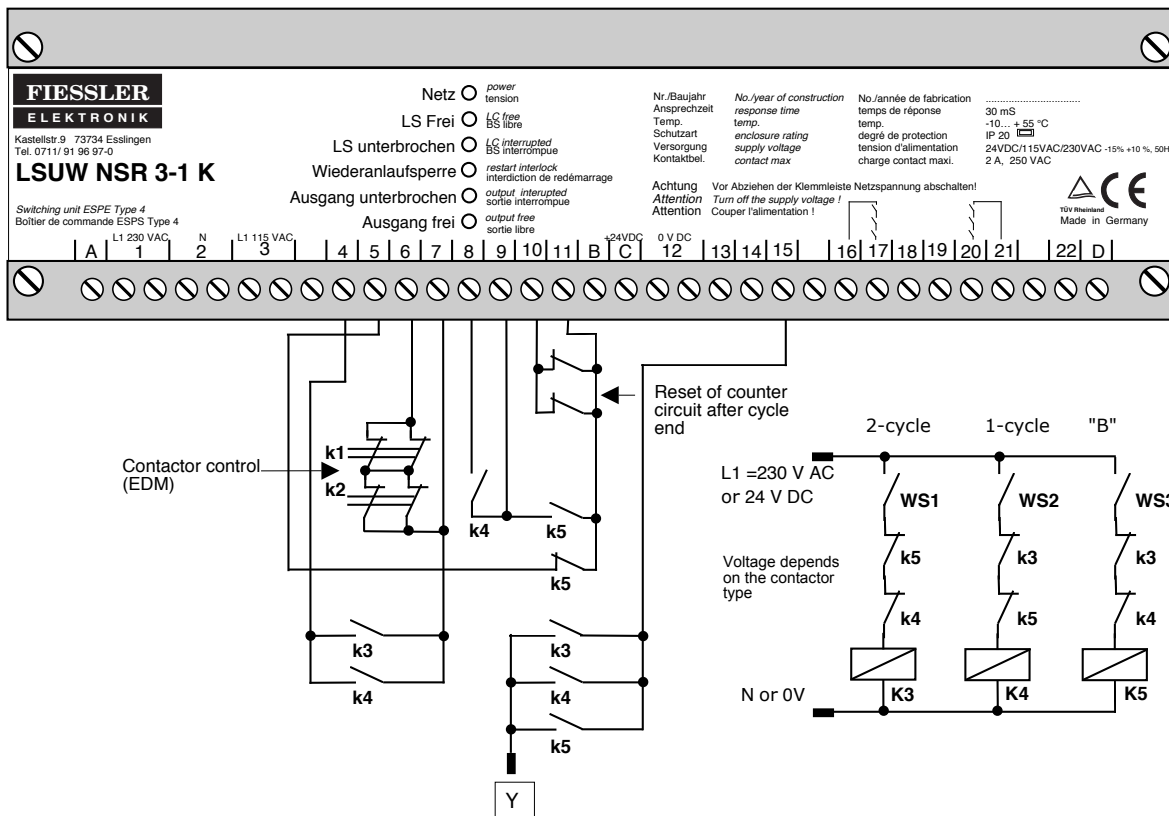 FIESSLER
ELEKTRONIK
Kastellstr.9 73734 Esslingen
Tel. 0711/ 91 96 97-0
LSUW NSR 3-1 K
Switching unit ESPE Type 4
Boîtier de commande ESPS Type 4
Netz power
tension
LS Frei LC free
BS libre
LS unterbrochen LC interrupted
BS interrompue
Wiederanlaufsperre restart interlock
interdiction de redémarrage
Ausgang unterbrochen output interupted
sortie interrompue
Ausgang frei output free
sortie libre
Nr./Baujahr No./year of construction No./année de fabrication ................................
Ansprechzeit response time temps de réponse 30 mS
Temp. temp. temp. -10... + 55 °C
Schutzart enclosure rating degré de protection IP 20
Versorgung supply voltage tension d'alimentation 24VDC/115VAC/230VAC -15% +10 %, 50H
Kontaktbel. contact max charge contact maxi. 2 A, 250 VAC
Achtung Vor Abziehen der Klemmleiste Netzspannung abschalten!
Attention Turn off the supply voltage !
Attention Couper l'alimentation !
TÜV Rheinland
CE
Made in Germany
L1 230 VAC N L1 115 VAC +24VDC 0 V DC
A 1 2 3 4 5 6 7 8 9 10 11 B C 12 13 14 15 16 17 18 19 20 21 22 D
Reset of counter
circuit after cycle
end
Contactor control
(EDM)
k1
k2
k4
k5
k5
k3
k4
k3
k4
k5
Y
2-cycle 1-cycle "B"
L1 =230 V AC
or 24 V DC
WS1 WS2 WS3
Voltage depends
on the contactor
type
k5 k3 k3
k4 k5 k4
N or 0V
K3 K4 K5